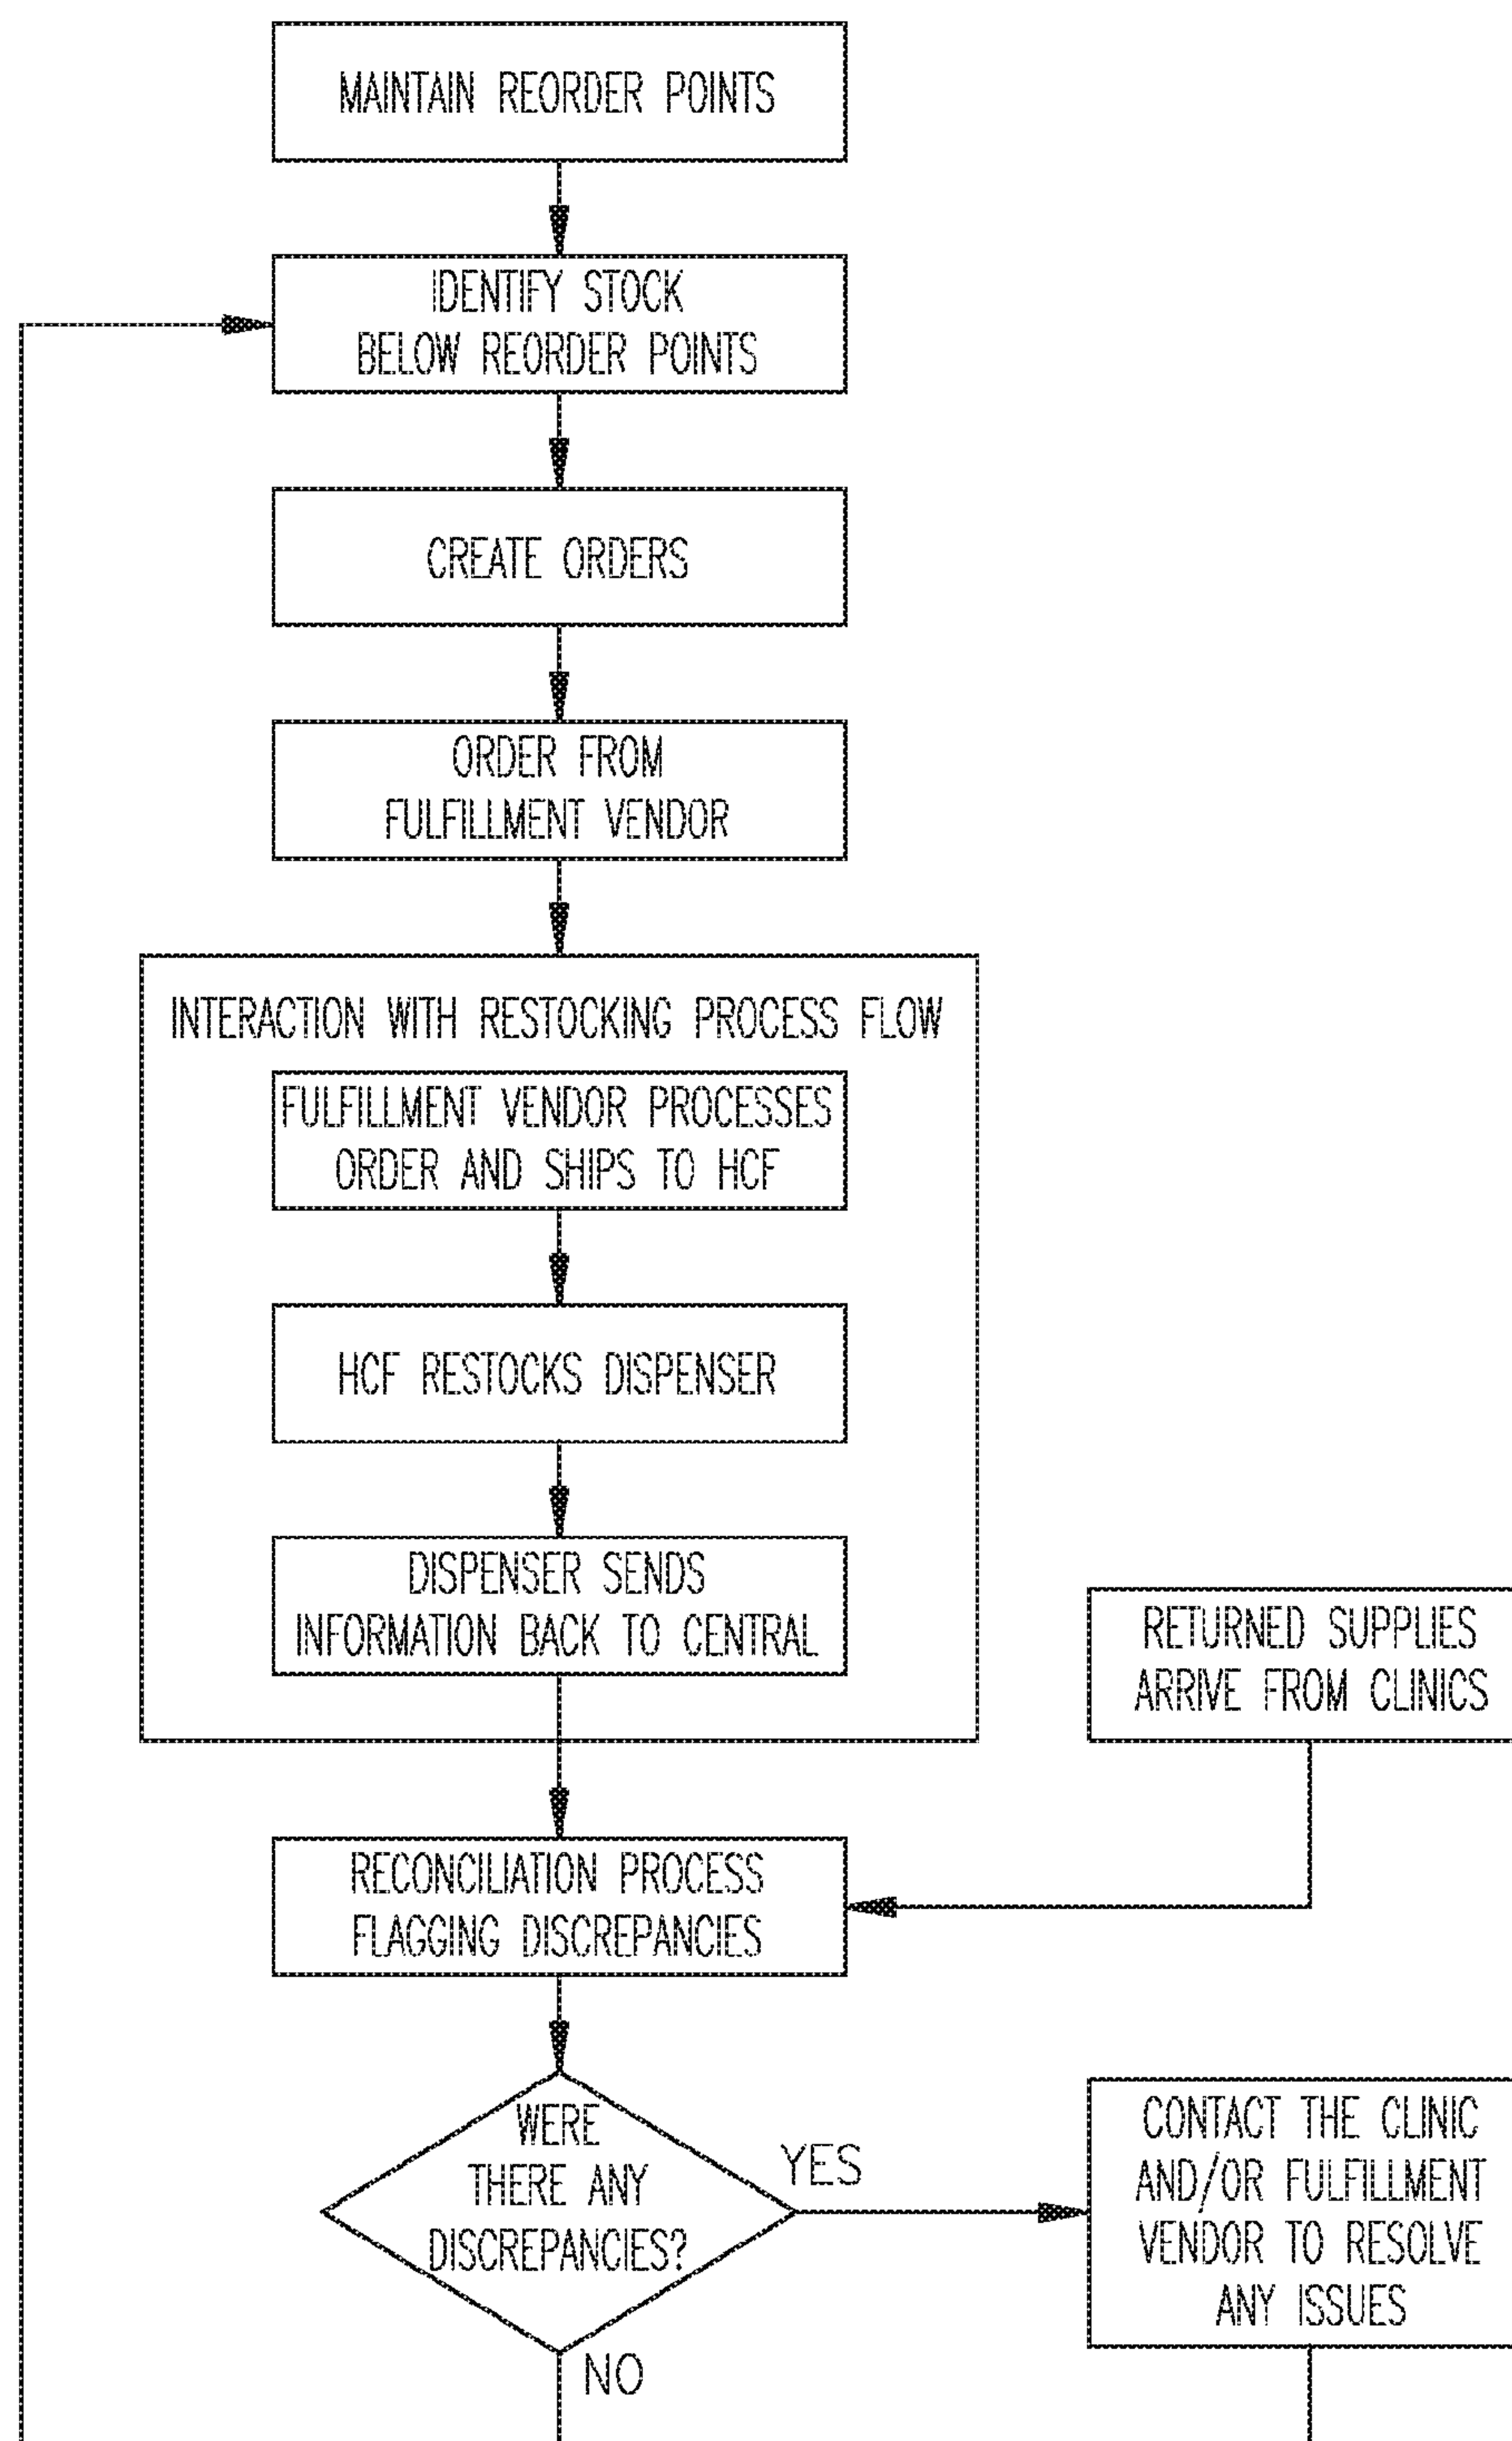 MAINTAIN REORDER POINTS
IDENTIFY STOCK
BELOW REORDER POINTS
CREATE ORDERS
ORDER FROM
FULFILLMENT VENDOR
INTERACTION WITH RESTOCKING PROCESS FLOW
FULFILLMENT VENDOR PROCESSES
ORDER AND SHIPS TO HCF
HCF RESTOCKS DISPENSER
DISPENSER SENDS
INFORMATION BACK TO CENTRAL
RETURNED SUPPLIES
ARRIVE FROM CLINICS
RECONCILIATION PROCESS
FLAGGING DISCREPANCIES
WERE
THERE ANY
DISCREPANCIES?
YES
CONTACT THE CLINIC
AND/OR FULFILLMENT
VENDOR TO RESOLVE
ANY ISSUES
NO